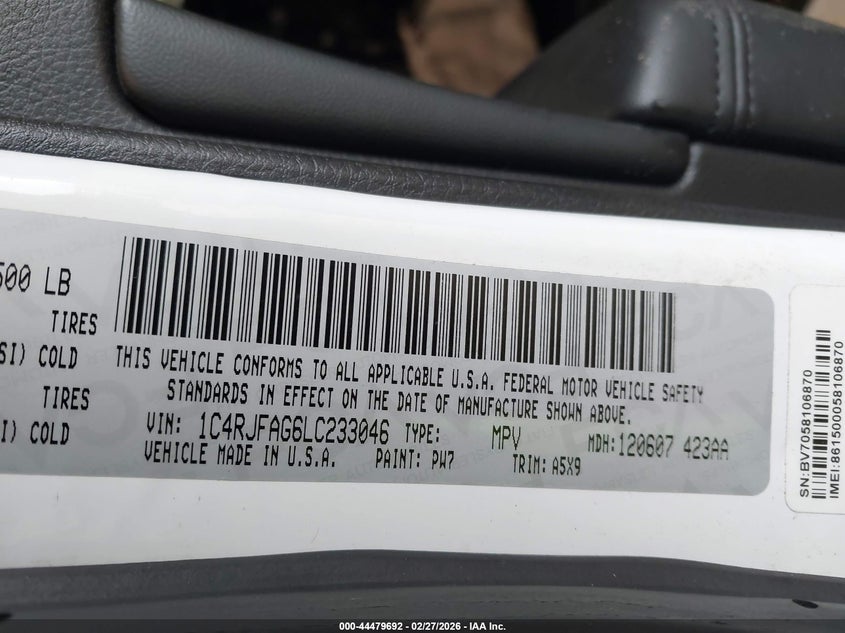 500 LB
TIRES
SI) COLD
TIRES
I) COLD
THIS VEHICLE CONFORMS TO ALL APPLICABLE U.S.A. FEDERAL MOTOR VEHICLE SAFETY
STANDARDS IN EFFECT ON THE DATE OF MANUFACTURE SHOWN ABOVE.
VIN: 1C4RJFAG6LC233046 TYPE: MPV MDH:120607 423AA
VEHICLE MADE IN U.S.A. PAINT: PW7 TRIM: A5X9
SN:BV7058106870
IMEI:861500058106870
000-44479692 - 02/27/2026 - IAA Inc.